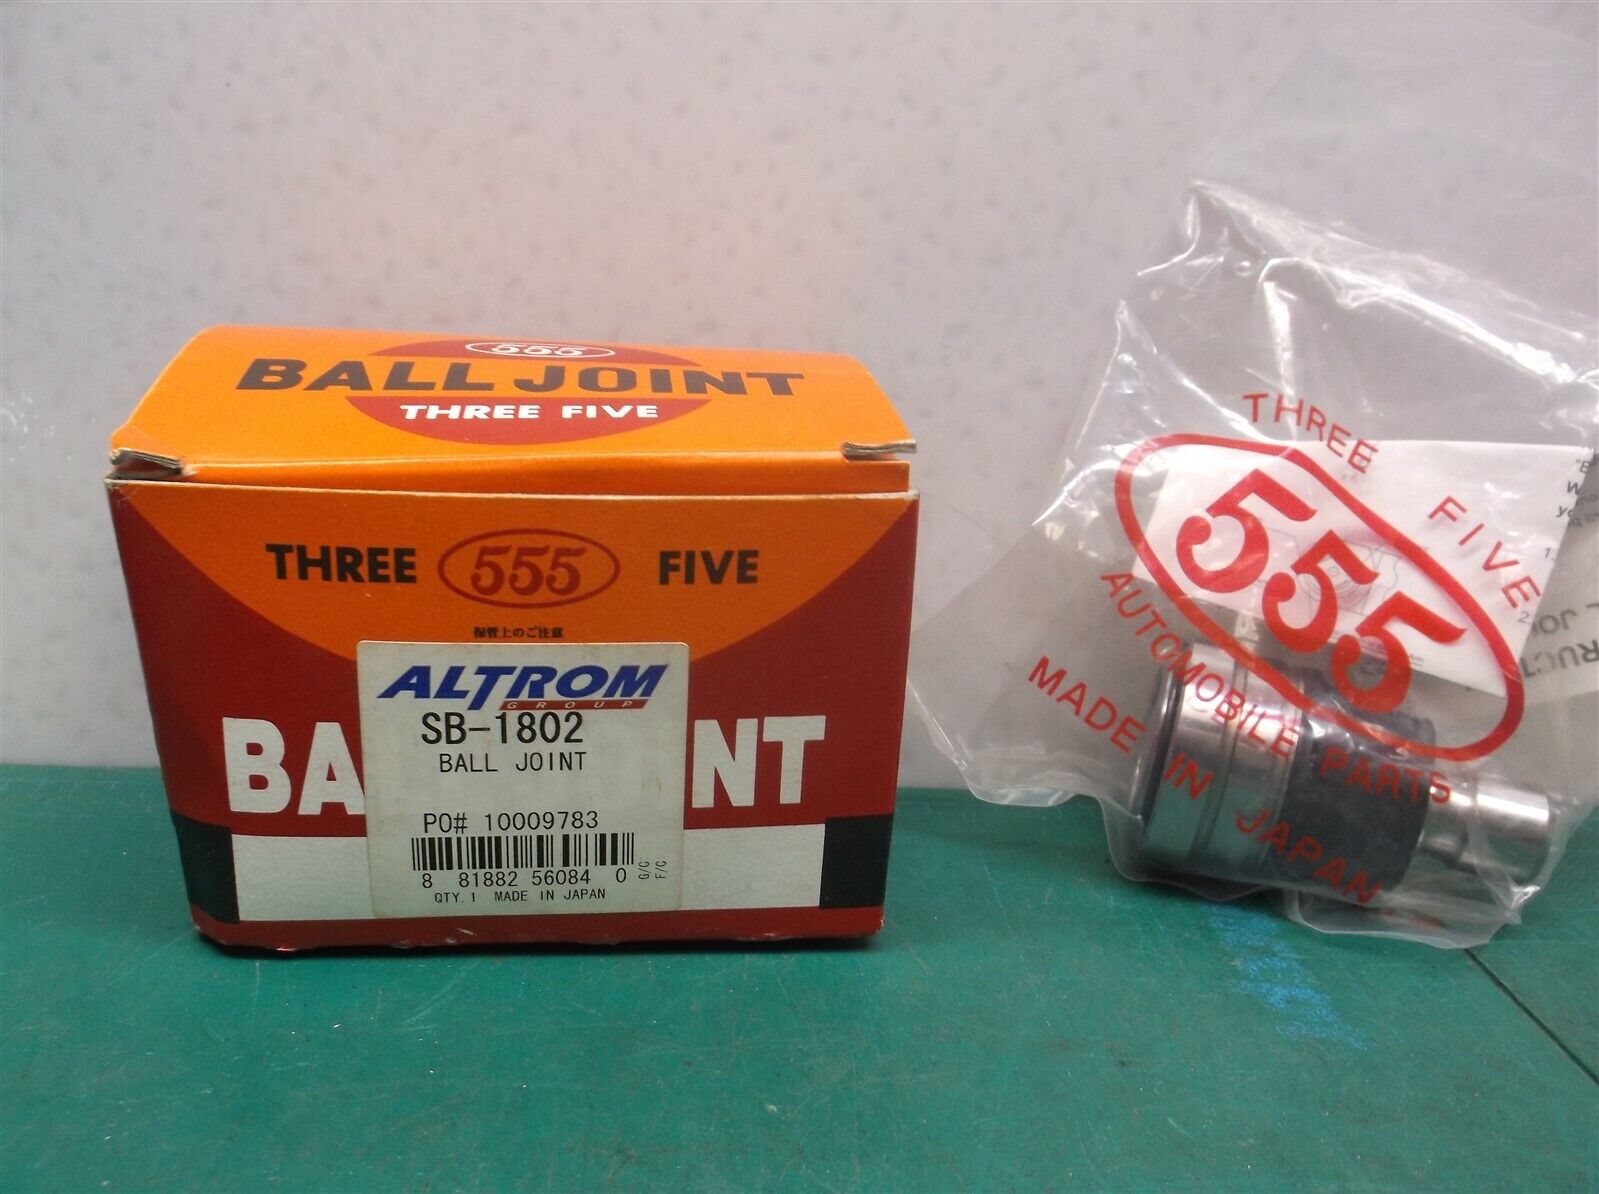 555
BALL JOINT
THREE FIVE
THREE 555 FIVE
保管上のご注意
ALTROM
GROUP
SB-1802
BALL JOINT
BA NT
PO# 10009783
8 81882 56084 0
G/C
F/C
QTY.1 MADE IN JAPAN
THREE FIVE
555
AUTOMOBILE PARTS
MADE IN JAPAN